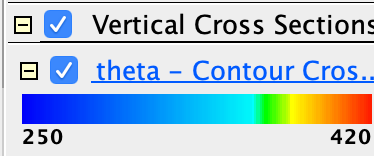 Vertical Cross Sections
theta - Contour Cros...
250 420